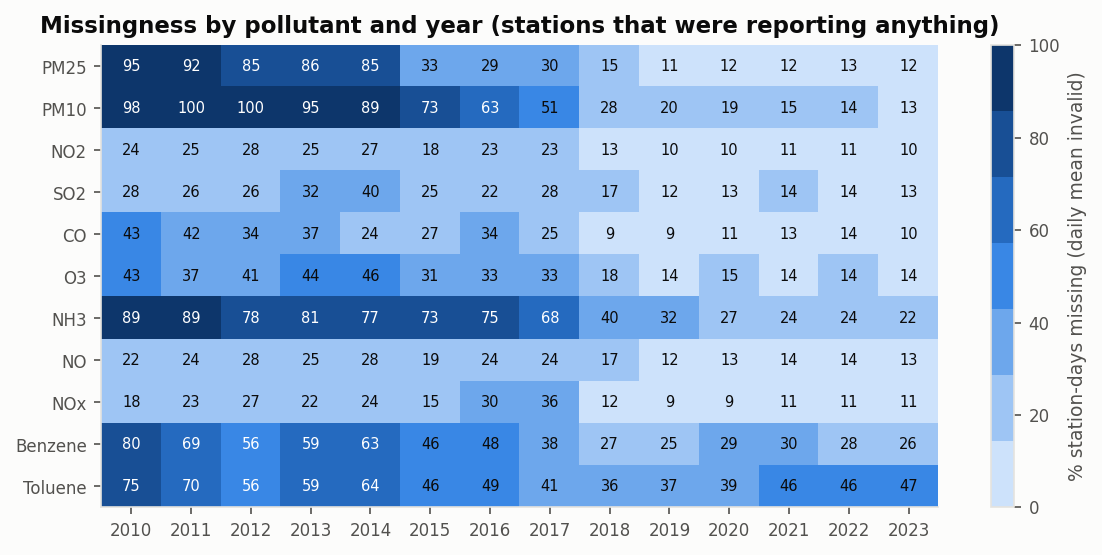 Missingness by pollutant and year (stations that were reporting anything)
PM25 95 92 85 86 85 33 29 30 15 11 12 12 13 12
PM10 98 100 100 95 89 73 63 51 28 20 19 15 14 13
NO2 24 25 28 25 27 18 23 23 13 10 10 11 11 10
SO2 28 26 26 32 40 25 22 28 17 12 13 14 14 13
CO 43 42 34 37 24 27 34 25 9 9 11 13 14 10
O3 43 37 41 44 46 31 33 33 18 14 15 14 14 14
NH3 89 89 78 81 77 73 75 68 40 32 27 24 24 22
NO 22 24 28 25 28 19 24 24 17 12 13 14 14 13
NOx 18 23 27 22 24 15 30 36 12 9 9 11 11 11
Benzene 80 69 56 59 63 46 48 38 27 25 29 30 28 26
Toluene 75 70 56 59 64 46 49 41 36 37 39 46 46 47
2010 2011 2012 2013 2014 2015 2016 2017 2018 2019 2020 2021 2022 2023
100
80
60
40
20
0
% station-days missing (daily mean invalid)